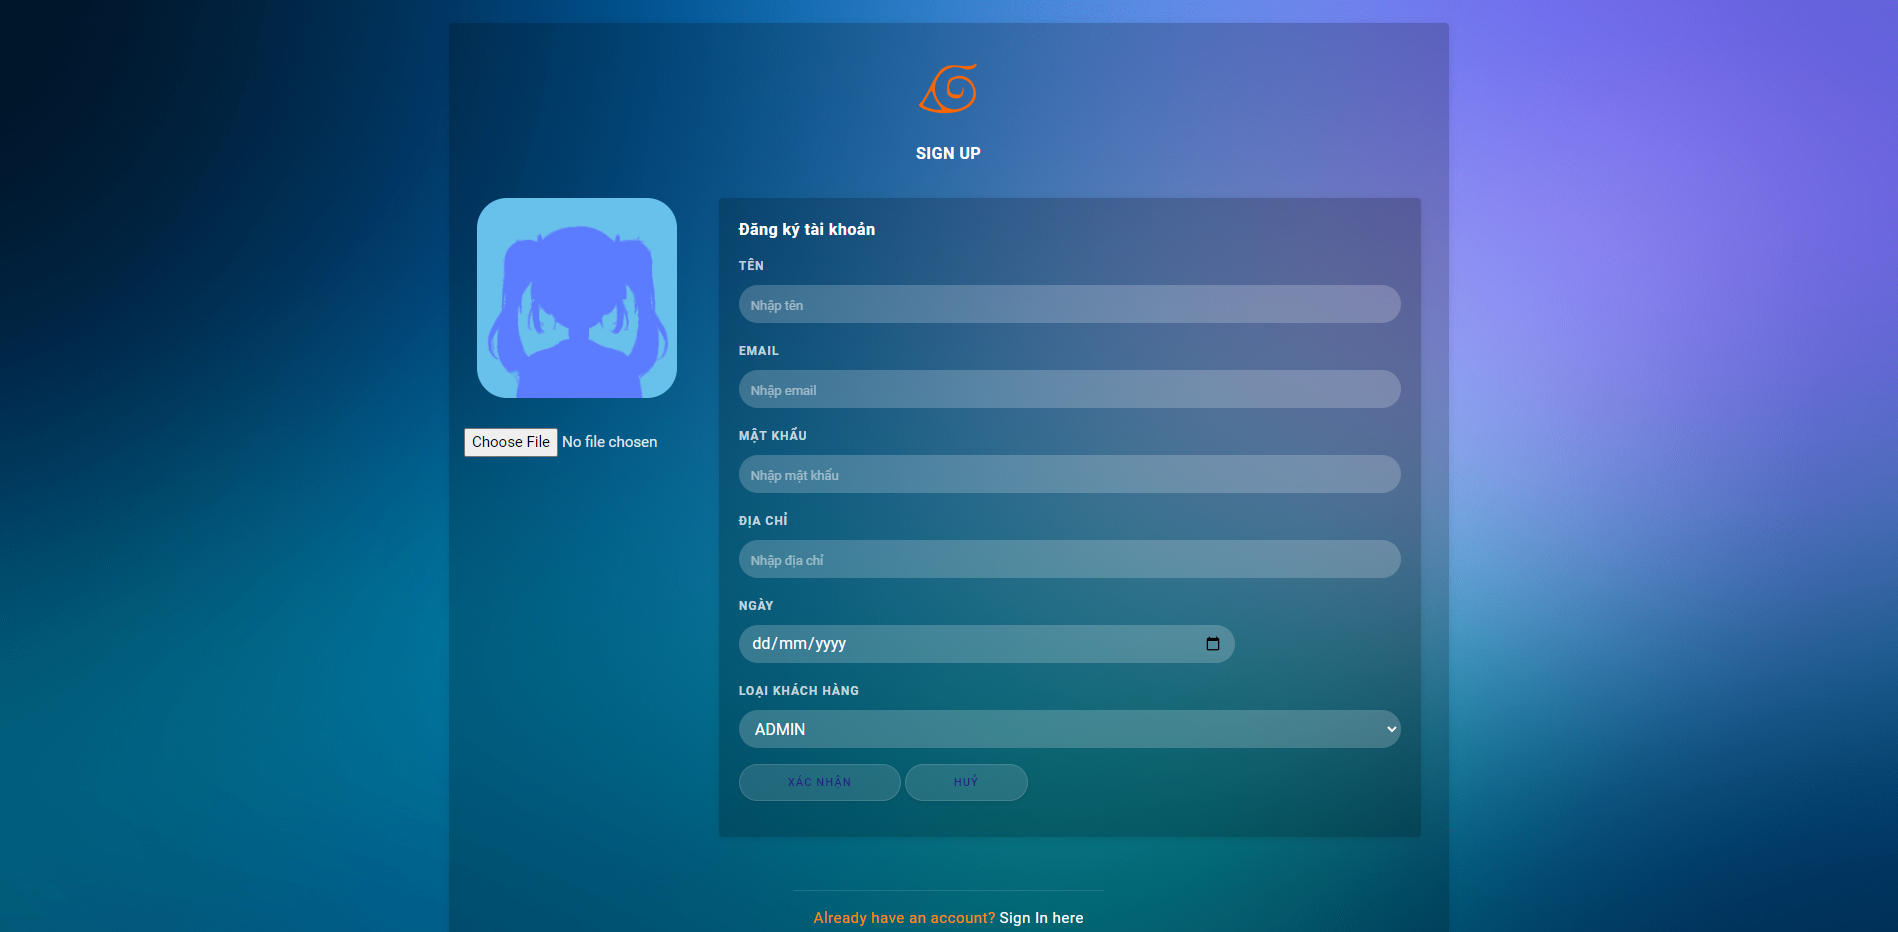 SIGN UP
Choose File No file chosen
Đăng ký tài khoản
TÊN
Nhập tên
EMAIL
Nhập email
MẬT KHẨU
Nhập mật khẩu
ĐỊA CHỈ
Nhập địa chỉ
NGÀY
dd/mm/yyyy
LOẠI KHÁCH HÀNG
ADMIN
XÁC NHẬN HUỶ
Already have an account? Sign In here